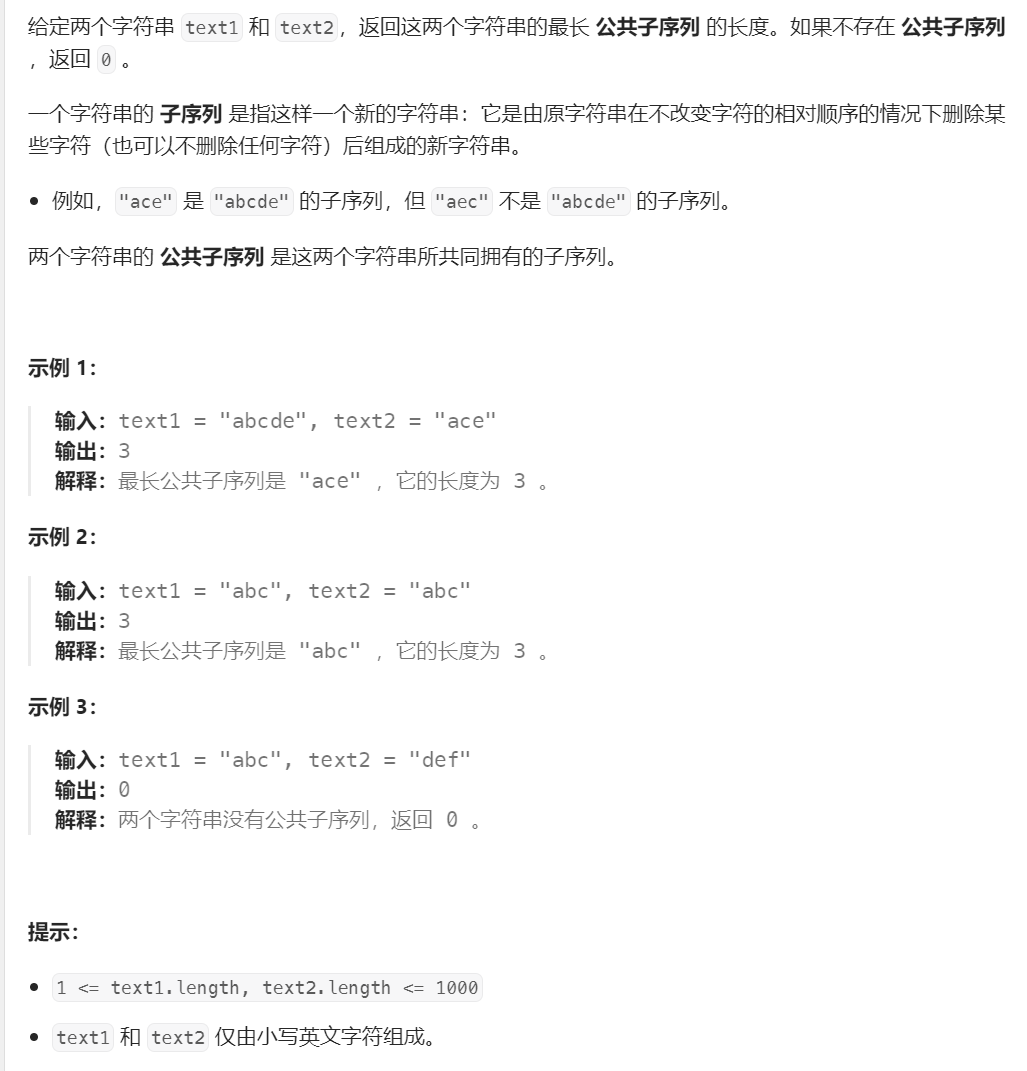 给定两个字符串 text1 和 text2，返回这两个字符串的最长 公共子序列 的长度。如果不存在 公共子序列
，返回 0 。
一个字符串的 子序列 是指这样一个新的字符串：它是由原字符串在不改变字符的相对顺序的情况下删除某
些字符（也可以不删除任何字符）后组成的新字符串。
• 例如，"ace" 是 "abcde" 的子序列，但 "aec" 不是 "abcde" 的子序列。
两个字符串的 公共子序列 是这两个字符串所共同拥有的子序列。
示例 1：
输入：text1 = "abcde", text2 = "ace"
输出：3
解释：最长公共子序列是 "ace" ，它的长度为 3 。
示例 2：
输入：text1 = "abc", text2 = "abc"
输出：3
解释：最长公共子序列是 "abc" ，它的长度为 3 。
示例 3：
输入：text1 = "abc", text2 = "def"
输出：0
解释：两个字符串没有公共子序列，返回 0 。
提示：
• 1 <= text1.length, text2.length <= 1000
• text1 和 text2 仅由小写英文字符组成。